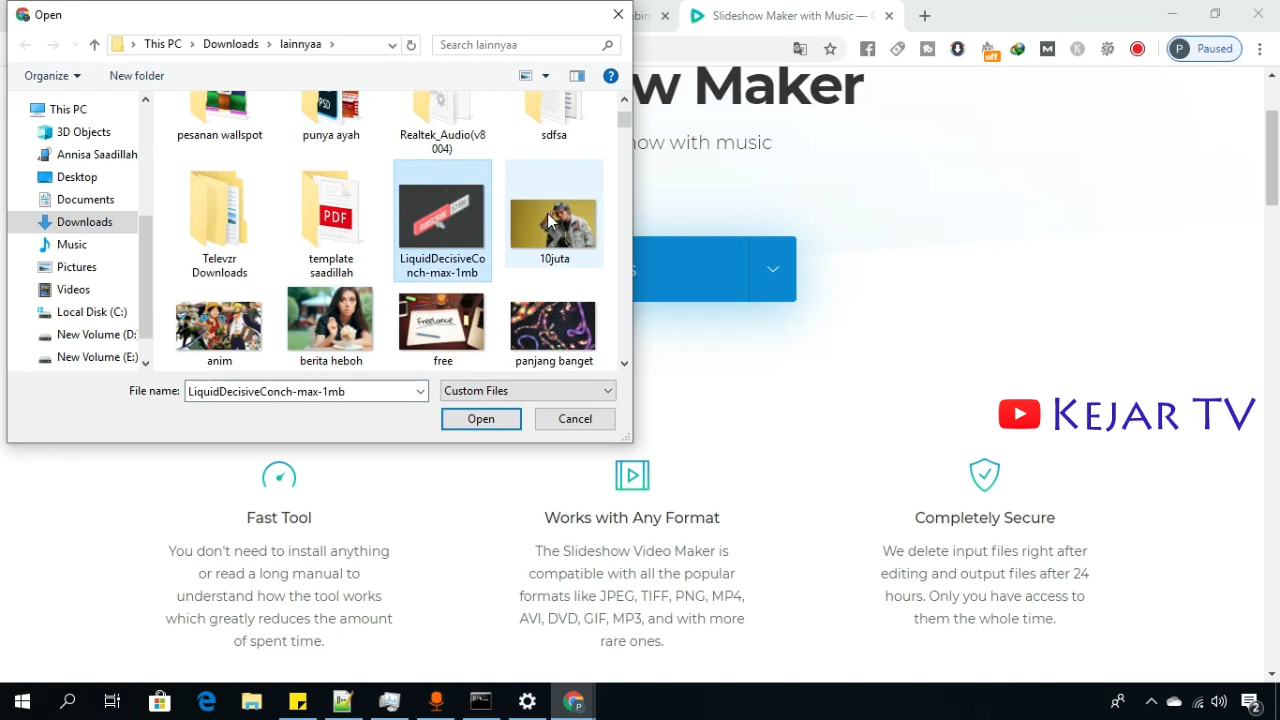 Open
This PC
Downloads
lainnyaa
Search lainnyaa
Organize
New folder
This PC
3D Objects
Annisa Saadillah
Desktop
Documents
Downloads
Music
Pictures
Videos
Local Disk (C:)
New Volume (D:
New Volume (E:)
pesanan wallspot
punya ayah
Realtek_Audio(v8
004)
sdfsa
PSD
Televzr
Downloads
PDF
template
saadillah
SUBSCRIBE
LiquidDecisiveCo
nch-max-1mb
10juta
anim
berita heboh
Freelance
free
panjang banget
File name:
LiquidDecisiveConch-max-1mb
Custom Files
Open
Cancel
Slideshow Maker with Music —
off
M
K
P
Paused
w Maker
ow with music
S
KEJAR TV
Fast Tool
You don't need to install anything
or read a long manual to
understand how the tool works
which greatly reduces the amount
of spent time.
Works with Any Format
The Slideshow Video Maker is
compatible with all the popular
formats like JPEG, TIFF, PNG, MP4,
AVI, DVD, GIF, MP3, and with more
rare ones.
Completely Secure
We delete input files right after
editing and output files after 24
hours. Only you have access to
them the whole time.
2